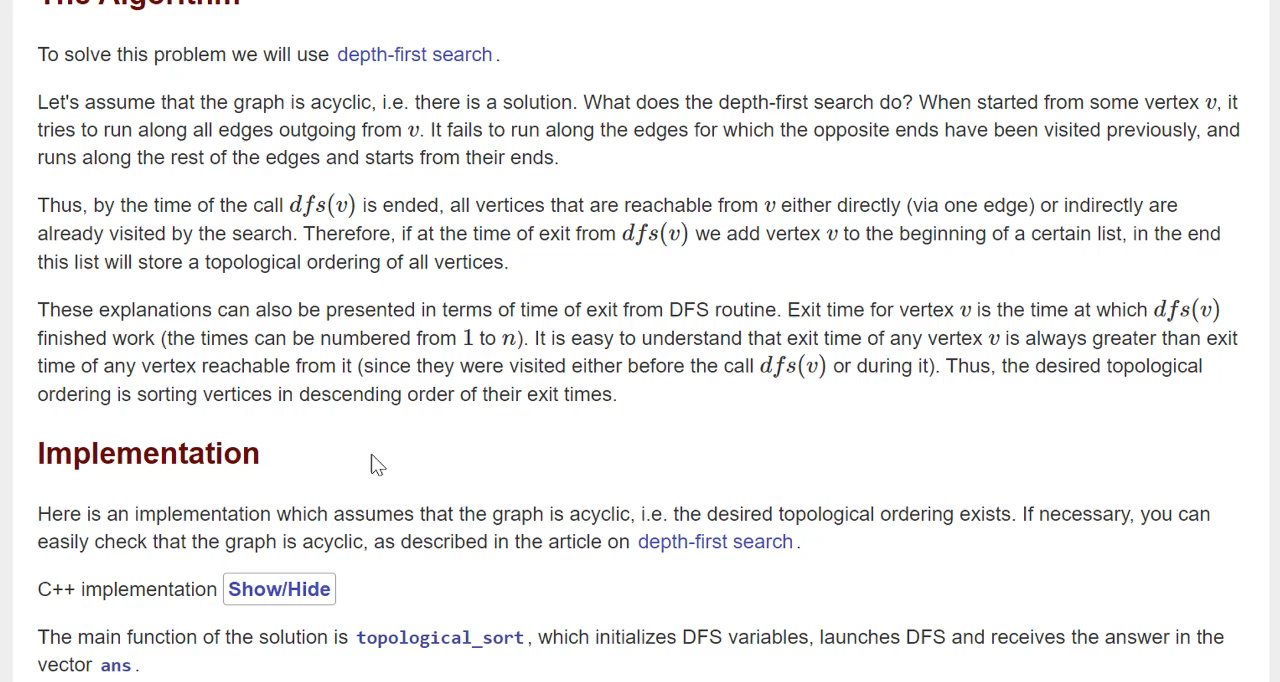 The Algorithm
To solve this problem we will use depth-first search.
Let's assume that the graph is acyclic, i.e. there is a solution. What does the depth-first search do? When started from some vertex v, it
tries to run along all edges outgoing from v. It fails to run along the edges for which the opposite ends have been visited previously, and
runs along the rest of the edges and starts from their ends.
Thus, by the time of the call dfs(v) is ended, all vertices that are reachable from v either directly (via one edge) or indirectly are
already visited by the search. Therefore, if at the time of exit from dfs(v) we add vertex v to the beginning of a certain list, in the end
this list will store a topological ordering of all vertices.
These explanations can also be presented in terms of time of exit from DFS routine. Exit time for vertex v is the time at which dfs(v)
finished work (the times can be numbered from 1 to n). It is easy to understand that exit time of any vertex v is always greater than exit
time of any vertex reachable from it (since they were visited either before the call dfs(v) or during it). Thus, the desired topological
ordering is sorting vertices in descending order of their exit times.
Implementation
Here is an implementation which assumes that the graph is acyclic, i.e. the desired topological ordering exists. If necessary, you can
easily check that the graph is acyclic, as described in the article on depth-first search.
C++ implementation Show/Hide
The main function of the solution is topological_sort, which initializes DFS variables, launches DFS and receives the answer in the
vector ans.